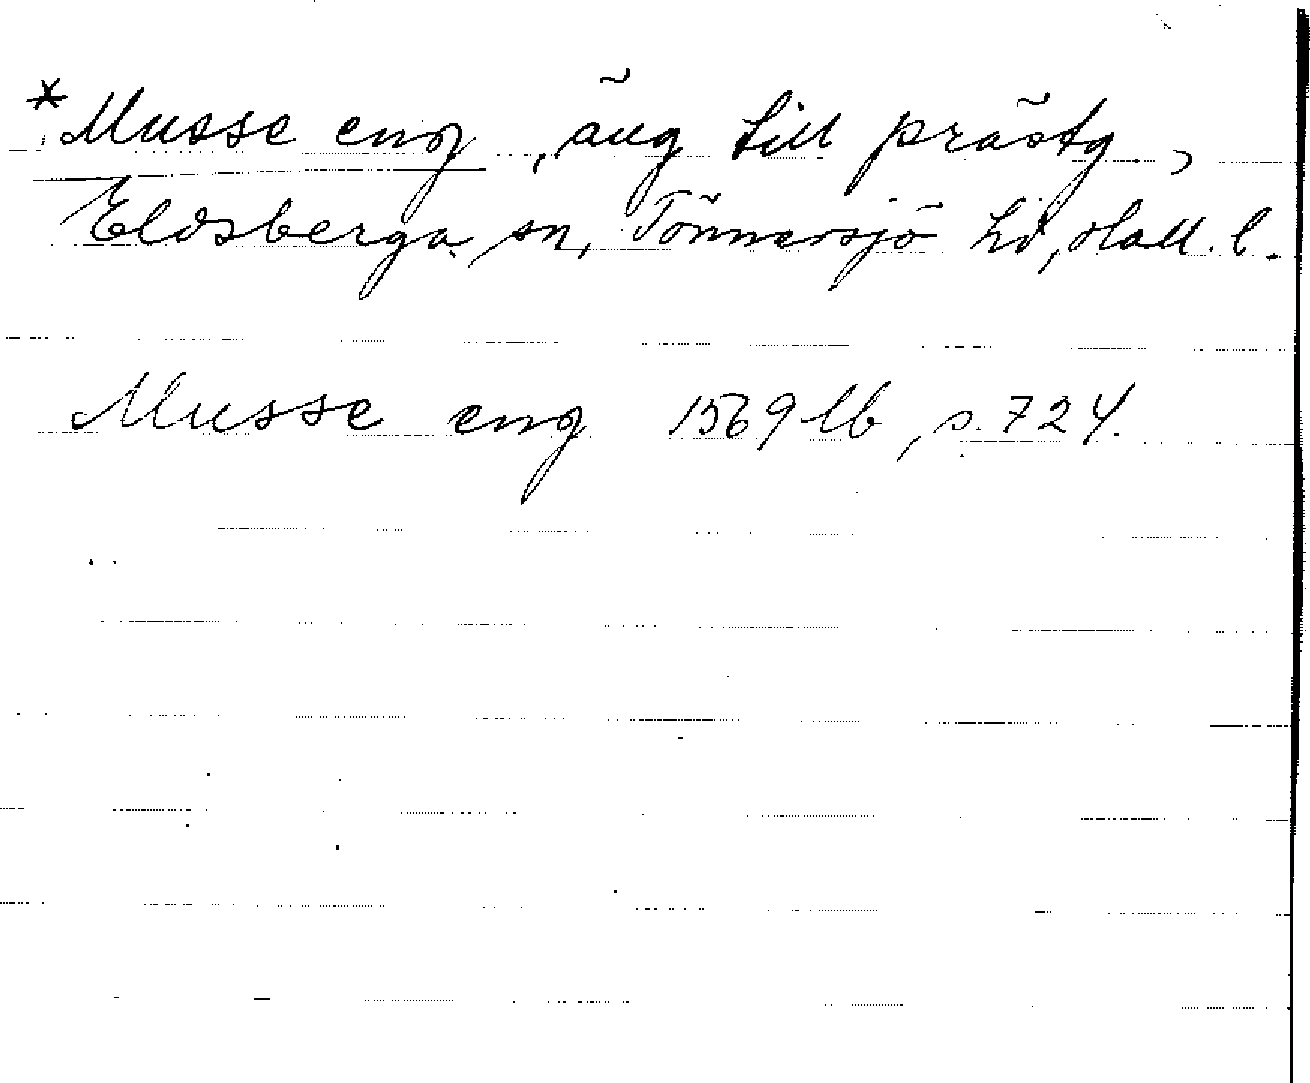 *Musse eng, äng till prästg,
Eldsberga sn, Tönnersjö hd, Hall. l.
Musse eng 1569 lb, s. 724.